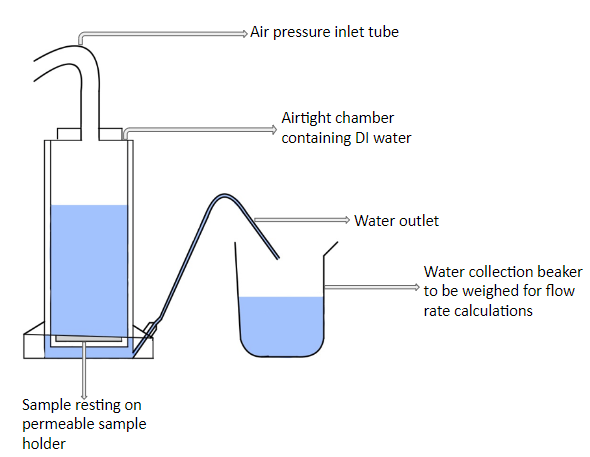 Air pressure inlet tube
Airtight chamber
containing DI water
Water outlet
Water collection beaker
to be weighed for flow
rate calculations
Sample resting on
permeable sample
holder